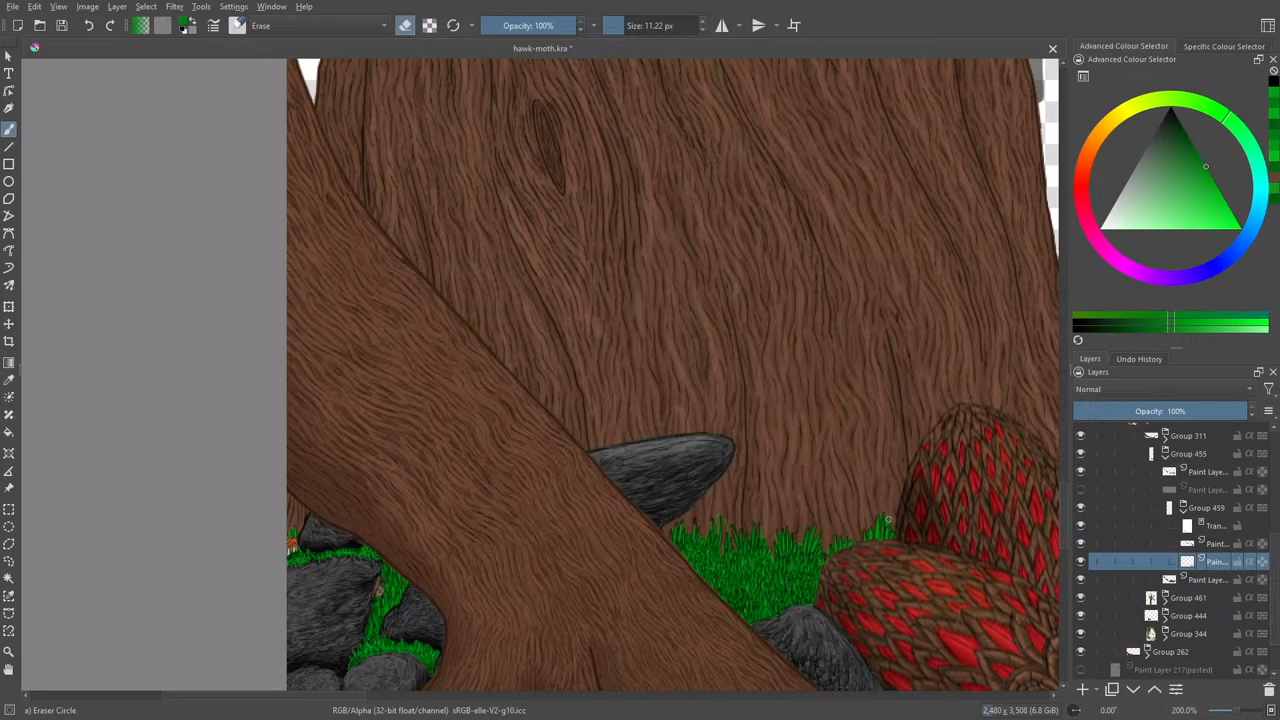 File Edit View Image Layer Select Filter Tools Settings Window Help
Erase
Opacity: 100%
Size: 11.22 px
hawk-moth.kra *
Advanced Colour Selector
Specific Colour Selector
Advanced Colour Selector
Layers
Undo History
Layers
Normal
Opacity: 100%
Group 311
Group 455
Paint Laye...
Paint Laye...
Group 459
Tran...
Paint...
Pain...
Paint Laye...
Group 461
Group 444
Group 344
Group 262
Paint Layer 217(pasted)
a) Eraser Circle
RGB/Alpha (32-bit float/channel) sRGB-elle-V2-g10.icc
2,480 x 3,508 (6.8 GiB)
0.00°
200.0%